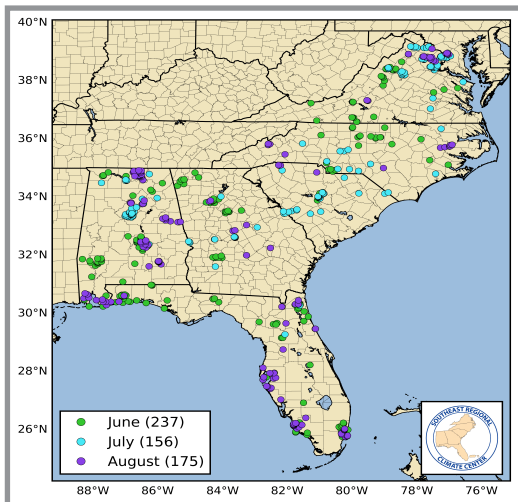 40°N
38°N
36°N
34°N
32°N
30°N
28°N
26°N
June (237)
July (156)
August (175)
SOUTHEAST REGIONAL
CLIMATE CENTER
88°W 86°W 84°W 82°W 80°W 78°W 76°W